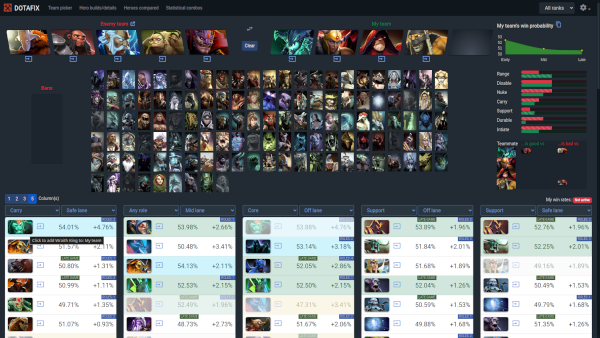 DOTAFIX
Team picker
Hero builds/details
Heroes compared
Statistical combos
All ranks
Enemy team
My team
Clear
My team's win probability
Early
Mid
Late
Range
Disable
Nuke
Carry
Support
Durable
Initiate
Bans
Teammate
1 2 3 5 Column(s)
My win rates:
Carry
Safe lane
Any role
Mid lane
Core
Off lane
Support
Off lane
Support
Safe lane
54.01% +4.76%
53.98% +2.66%
53.88% +4.76%
53.89% +1.96%
52.76% +1.96%
Click to add Wraith King to My team
51.57% +2.11%
50.48% +3.41%
53.14% +3.18%
51.84% +2.01%
52.25% +2.01%
50.80% +1.31%
54.13% +2.11%
52.05% +2.06%
51.68% +1.89%
49.16% +1.89%
50.99% +1.11%
52.53% +2.15%
52.50% +2.15%
52.04% +1.26%
50.49% +1.53%
49.71% +1.35%
52.49% +1.96%
47.31% +3.41%
50.59% +1.53%
49.79% +1.68%
51.07% +0.93%
48.73% +2.73%
51.67% +2.06%
49.88% +1.68%
51.35% +1.26%